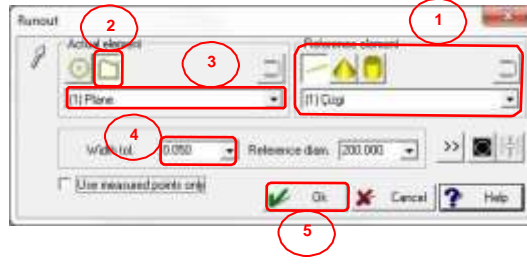 Runout
1
2
Actual element
Reference element
3
(1) Plane
(1) Çizgi
4
Width tol. 0.050 Reference diam. 200.000 >>
Use measured points only
Ok Cancel ? Help
5